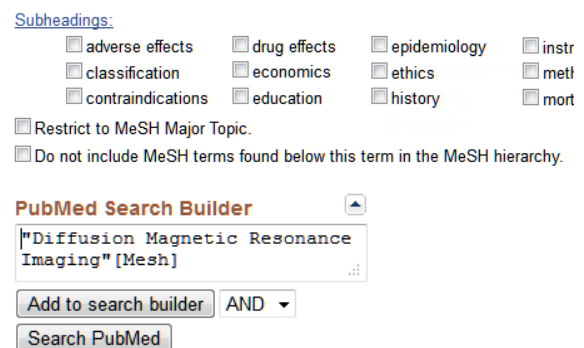 Subheadings:
adverse effects drug effects epidemiology
classification economics ethics
contraindications education history
Restrict to MeSH Major Topic.
Do not include MeSH terms found below this term in the MeSH hierarchy.
PubMed Search Builder
"Diffusion Magnetic Resonance
Imaging"[Mesh]
Add to search builder AND
Search PubMed